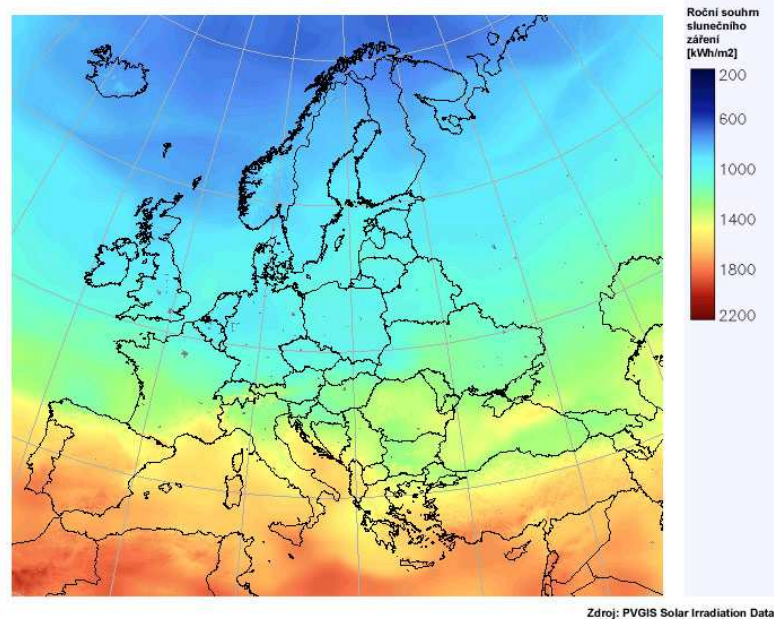 Roční souhrn
slunečního
záření
[kWh/m2]
200
600
1000
1400
1800
2200
Zdroj: PVGIS Solar Irradiation Data